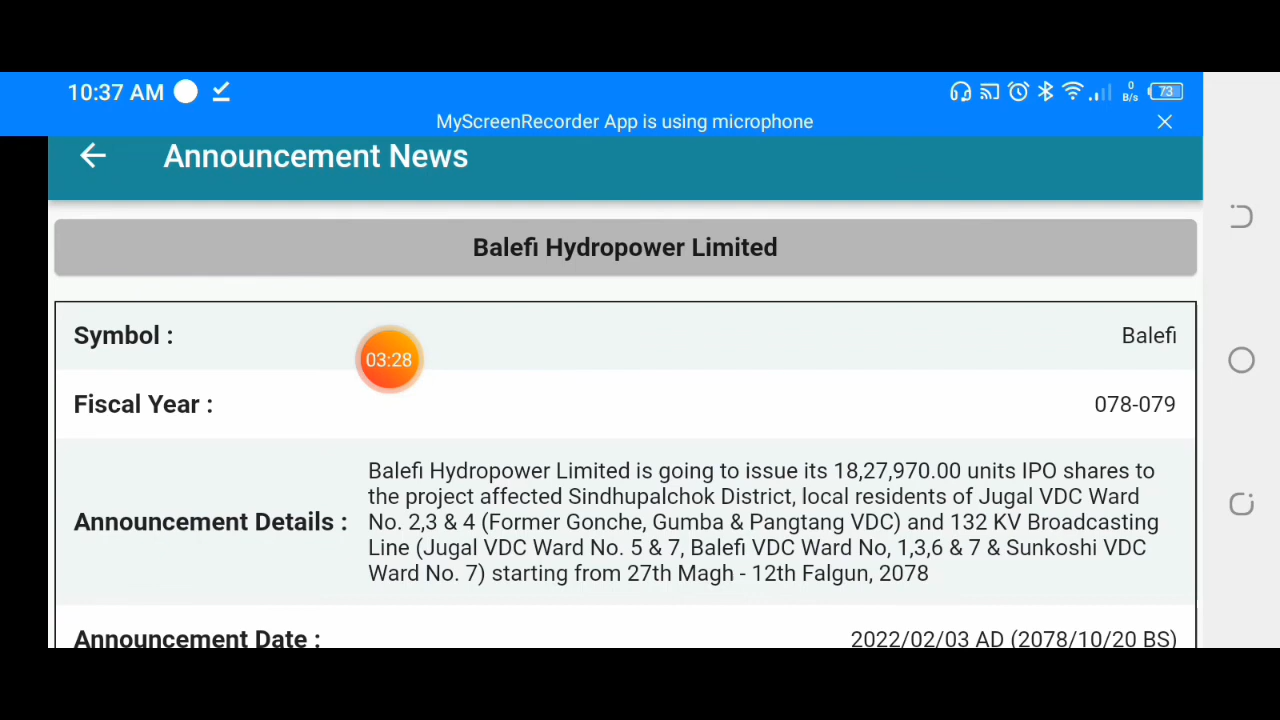 10:37 AM
0
B/s
73
MyScreenRecorder App is using microphone
Announcement News
Balefi Hydropower Limited
Symbol :
Balefi
03:28
Fiscal Year :
078-079
Announcement Details :
Balefi Hydropower Limited is going to issue its 18,27,970.00 units IPO shares to
the project affected Sindhupalchok District, local residents of Jugal VDC Ward
No. 2,3 & 4 (Former Gonche, Gumba & Pangtang VDC) and 132 KV Broadcasting
Line (Jugal VDC Ward No. 5 & 7, Balefi VDC Ward No, 1,3,6 & 7 & Sunkoshi VDC
Ward No. 7) starting from 27th Magh - 12th Falgun, 2078
Announcement Date :
2022/02/03 AD (2078/10/20 BS)